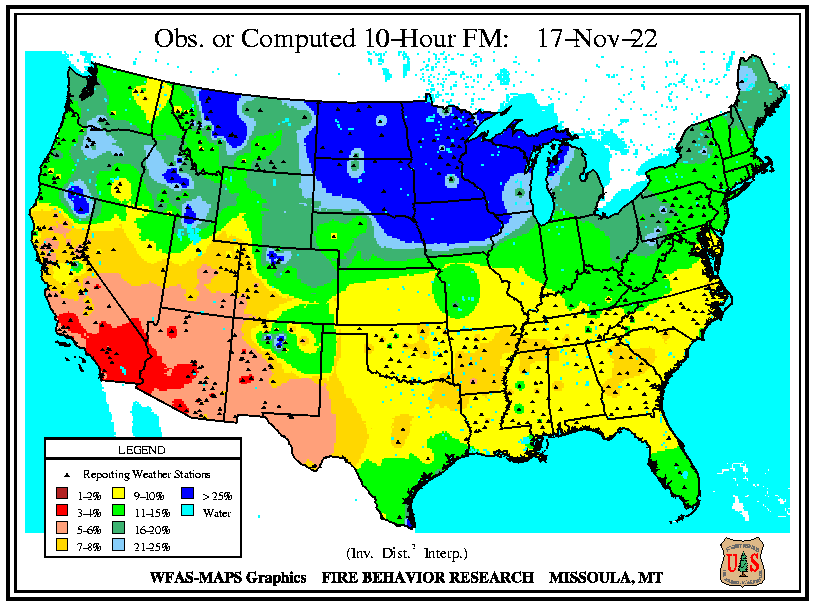 Obs. or Computed 10-Hour FM: 17-Nov-22
LEGEND
Reporting Weather Stations
1-2% 9-10% > 25%
3-4% 11-15% Water
5-6% 16-20%
7-8% 21-25%
(Inv. Dist.² Interp.)
WFAS-MAPS Graphics FIRE BEHAVIOR RESEARCH MISSOULA, MT
U S